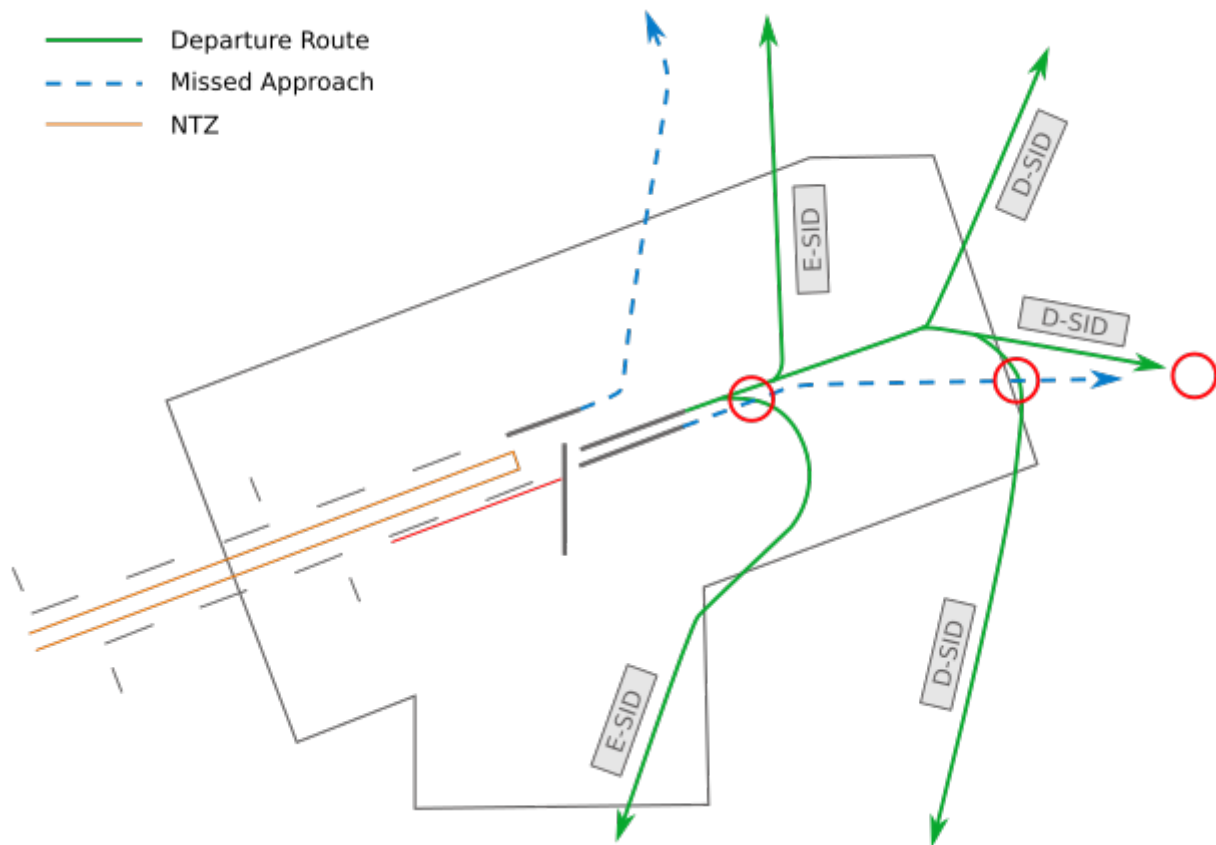 Departure Route
Missed Approach
NTZ
D-SID
E-SID
D-SID
D-SID
E-SID